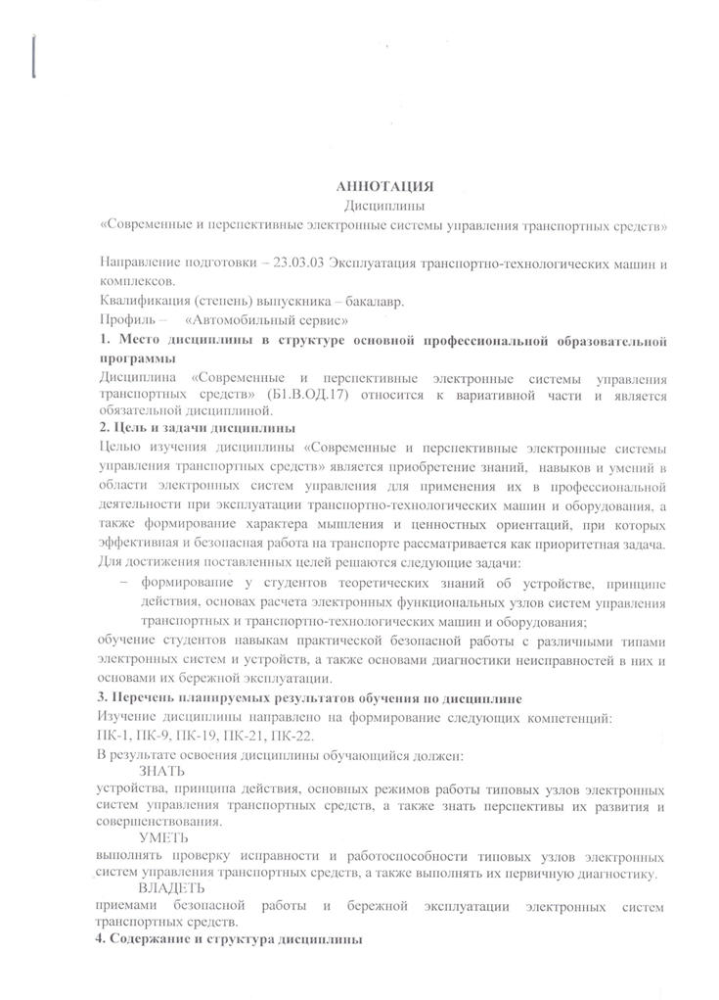 АННОТАЦИЯ
Дисциплины
«Современные и перспективные электронные системы управления транспортных средств»
Направление подготовки – 23.03.03 Эксплуатация транспортно-технологических машин и
комплексов.
Квалификация (степень) выпускника – бакалавр.
Профиль – «Автомобильный сервис»
1. Место дисциплины в структуре основной профессиональной образовательной
программы
Дисциплина «Современные и перспективные электронные системы управления
транспортных средств» (Б1.В.ОД.17) относится к вариативной части и является
обязательной дисциплиной.
2. Цель и задачи дисциплины
Целью изучения дисциплины «Современные и перспективные электронные системы
управления транспортных средств» является приобретение знаний, навыков и умений в
области электронных систем управления для применения их в профессиональной
деятельности при эксплуатации транспортно-технологических машин и оборудования, а
также формирование характера мышления и ценностных ориентаций, при которых
эффективная и безопасная работа на транспорте рассматривается как приоритетная задача.
Для достижения поставленных целей решаются следующие задачи:
– формирование у студентов теоретических знаний об устройстве, принципе
действия, основах расчета электронных функциональных узлов систем управления
транспортных и транспортно-технологических машин и оборудования;
обучение студентов навыкам практической безопасной работы с различными типами
электронных систем и устройств, а также основами диагностики неисправностей в них и
основами их бережной эксплуатации.
3. Перечень планируемых результатов обучения по дисциплине
Изучение дисциплины направлено на формирование следующих компетенций:
ПК-1, ПК-9, ПК-19, ПК-21, ПК-22.
В результате освоения дисциплины обучающийся должен:
ЗНАТЬ
устройства, принципа действия, основных режимов работы типовых узлов электронных
систем управления транспортных средств, а также знать перспективы их развития и
совершенствования.
УМЕТЬ
выполнять проверку исправности и работоспособности типовых узлов электронных
систем управления транспортных средств, а также выполнять их первичную диагностику.
ВЛАДЕТЬ
приемами безопасной работы и бережной эксплуатации электронных систем
транспортных средств.
4. Содержание и структура дисциплины